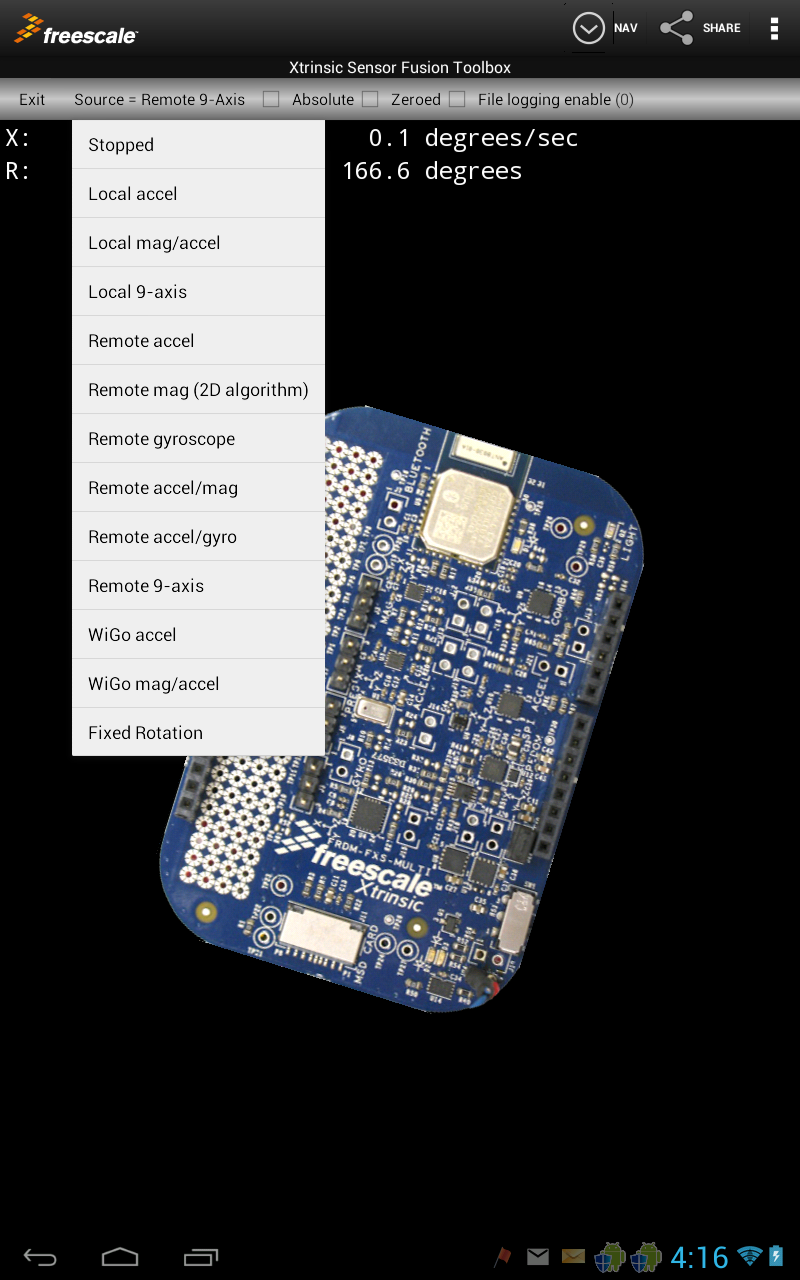 freescale™
NAV
SHARE
Xtrinsic Sensor Fusion Toolbox
Exit
Source = Remote 9-Axis
Absolute
Zeroed
File logging enable (0)
X:
0.1 degrees/sec
R:
166.6 degrees
Stopped
Local accel
Local mag/accel
Local 9-axis
Remote accel
Remote mag (2D algorithm)
Remote gyroscope
Remote accel/mag
Remote accel/gyro
Remote 9-axis
WiGo accel
WiGo mag/accel
Fixed Rotation
BLUETOOTH
LIGHT
COMBO
ACCEL
GYRO
RDM-FXS-MULTI
freescale™
Xtrinsic
MSD CARD
4:16